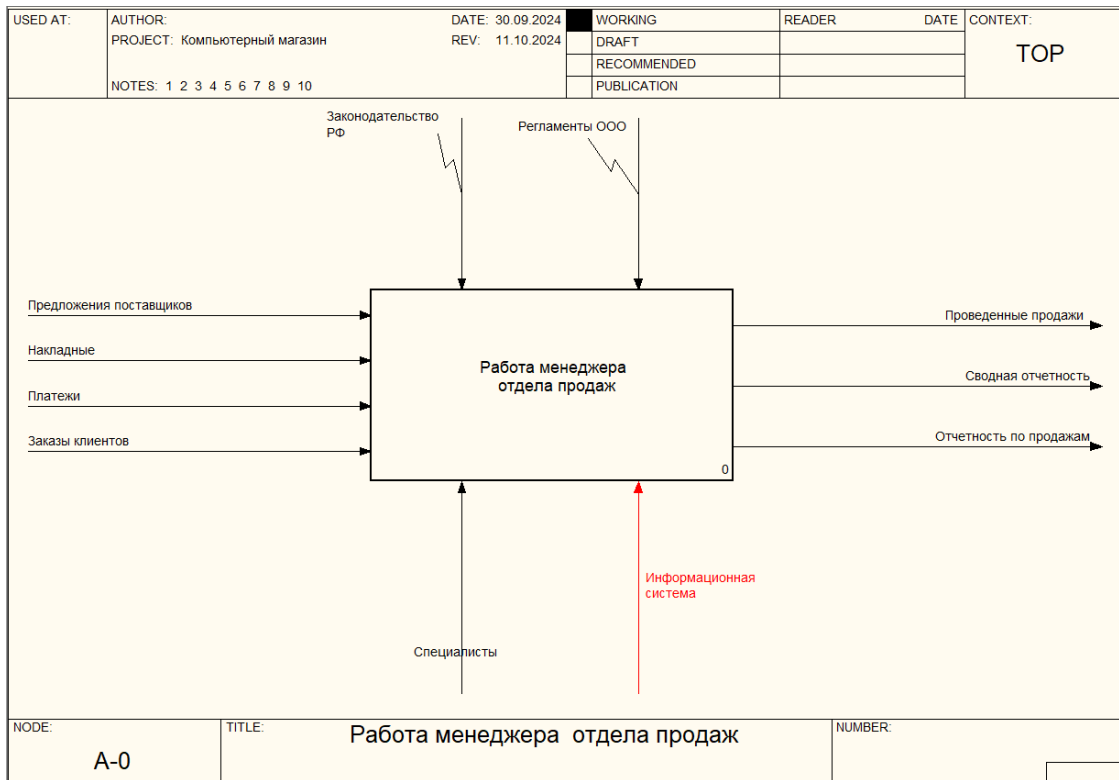 USED AT:
AUTHOR:
DATE: 30.09.2024
WORKING
READER
DATE
CONTEXT:
PROJECT: Компьютерный магазин
REV: 11.10.2024
DRAFT
TOP
RECOMMENDED
NOTES: 1 2 3 4 5 6 7 8 9 10
PUBLICATION
Законодательство
РФ
Регламенты ООО
Предложения поставщиков
Накладные
Платежи
Заказы клиентов
Работа менеджера
отдела продаж
0
Проведенные продажи
Сводная отчетность
Отчетность по продажам
Информационная
система
Специалисты
NODE:
A-0
TITLE:
Работа менеджера отдела продаж
NUMBER: